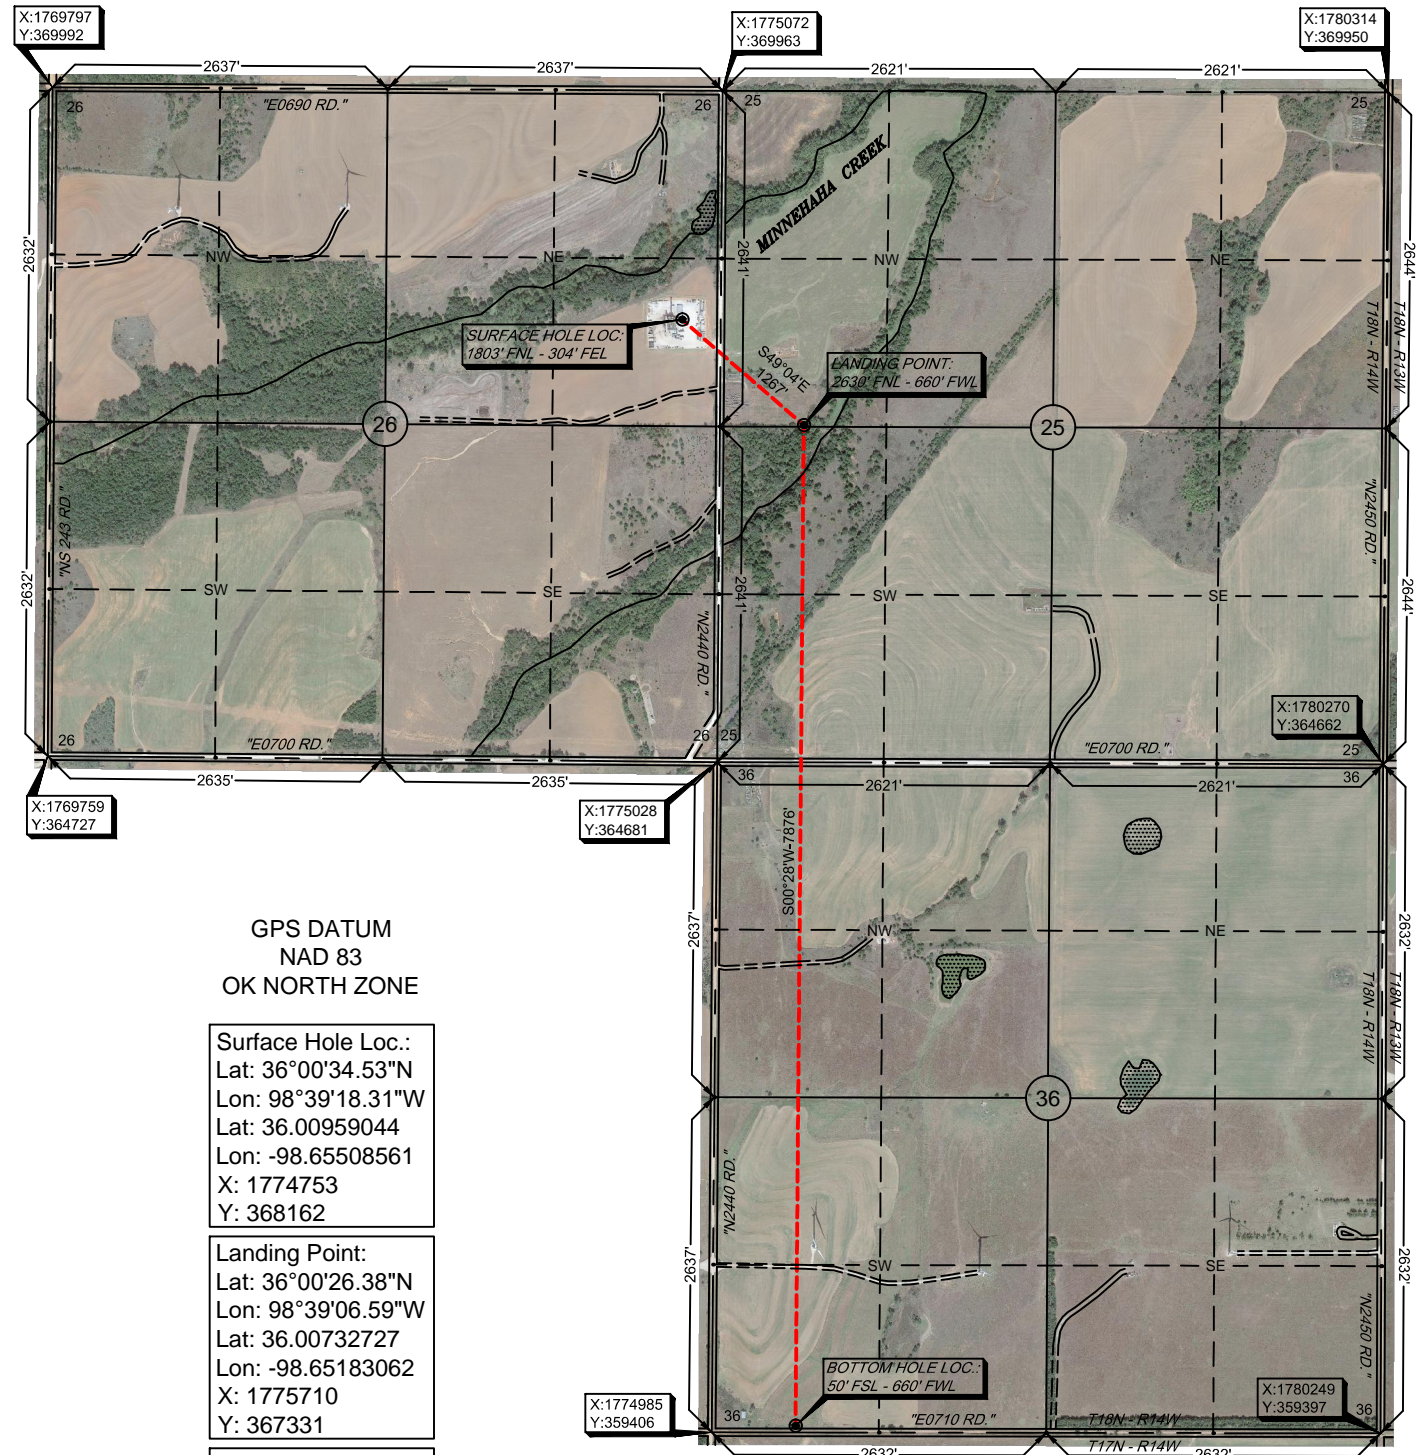 X:1769797
Y:369992
X:1775072
Y:369963
X:1780314
Y:369950
2637'
2637'
2621'
2621'
26
"E0690 RD."
26
25
25
MINNEHAHA CREEK
2632'
NW
NE
2641'
NW
NE
2644'
T18N - R14W
T18N - R13W
SURFACE HOLE LOC:
1803' FNL - 304' FEL
S49°04'E
1267'
LANDING POINT:
2630' FNL - 660' FWL
26
25
"NS 243 RD."
"N2450 RD."
2632'
SW
SE
2641'
SW
SE
2644'
"N2440 RD."
X:1780270
Y:364662
26
"E0700 RD."
26
25
"E0700 RD."
25
2635'
2635'
36
2621'
2621'
36
X:1769759
Y:364727
X:1775028
Y:364681
S00°28'W-7876'
GPS DATUM
NAD 83
OK NORTH ZONE
2637'
NW
NE
2632'
T18N - R14W
T18N - R13W
Surface Hole Loc.:
Lat: 36°00'34.53"N
Lon: 98°39'18.31"W
Lat: 36.00959044
Lon: -98.65508561
X: 1774753
Y: 368162
36
"N2440 RD."
Landing Point:
Lat: 36°00'26.38"N
Lon: 98°39'06.59"W
Lat: 36.00732727
Lon: -98.65183062
X: 1775710
Y: 367331
2637'
SW
SE
2632'
"N2450 RD."
BOTTOM HOLE LOC.:
50' FSL - 660' FWL
X:1774985
Y:359406
X:1780249
Y:359397
36
"E0710 RD."
T18N - R14W
36
T17N - R14W
2632'
2632'